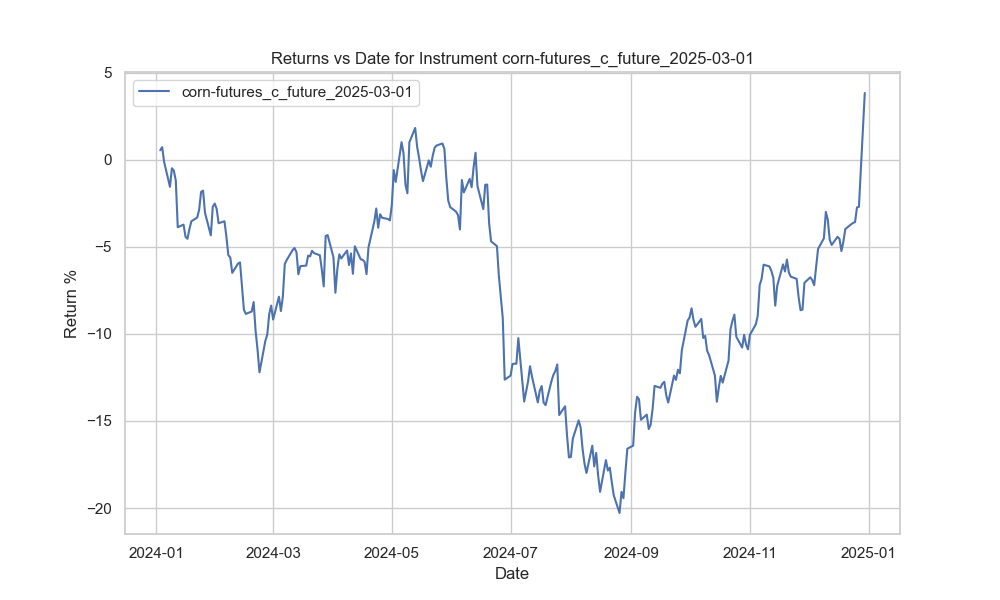 Returns vs Date for Instrument corn-futures_c_future_2025-03-01
corn-futures_c_future_2025-03-01
5
0
−5
−10
−15
−20
Return %
2024-01 2024-03 2024-05 2024-07 2024-09 2024-11 2025-01
Date